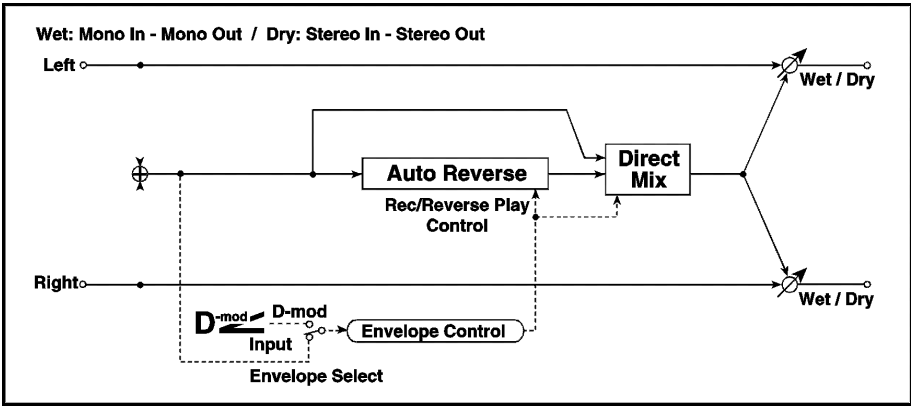 Wet: Mono In - Mono Out / Dry: Stereo In - Stereo Out
Left
Wet / Dry
Direct
Mix
Auto Reverse
Rec/Reverse Play
Control
Right
Wet / Dry
D-mod
D-mod
Input
Envelope Control
Envelope Select